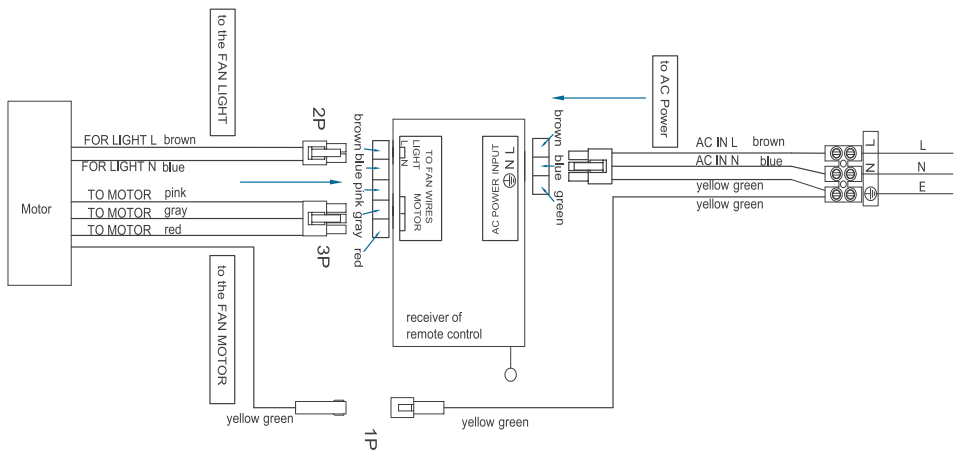 to the FAN LIGHT
to AC Power
2P
FOR LIGHT L brown
FOR LIGHT N blue
TO MOTOR pink
TO MOTOR gray
TO MOTOR red
Motor
3P
to the FAN MOTOR
brown blue pink gray red
L N
LIGHT MOTOR
TO FAN WIRES
AC POWER INPUT
L N
brown blue green
AC IN L brown
AC IN N blue
yellow green
yellow green
L
N
L
N
E
receiver of
remote control
yellow green
1P
yellow green